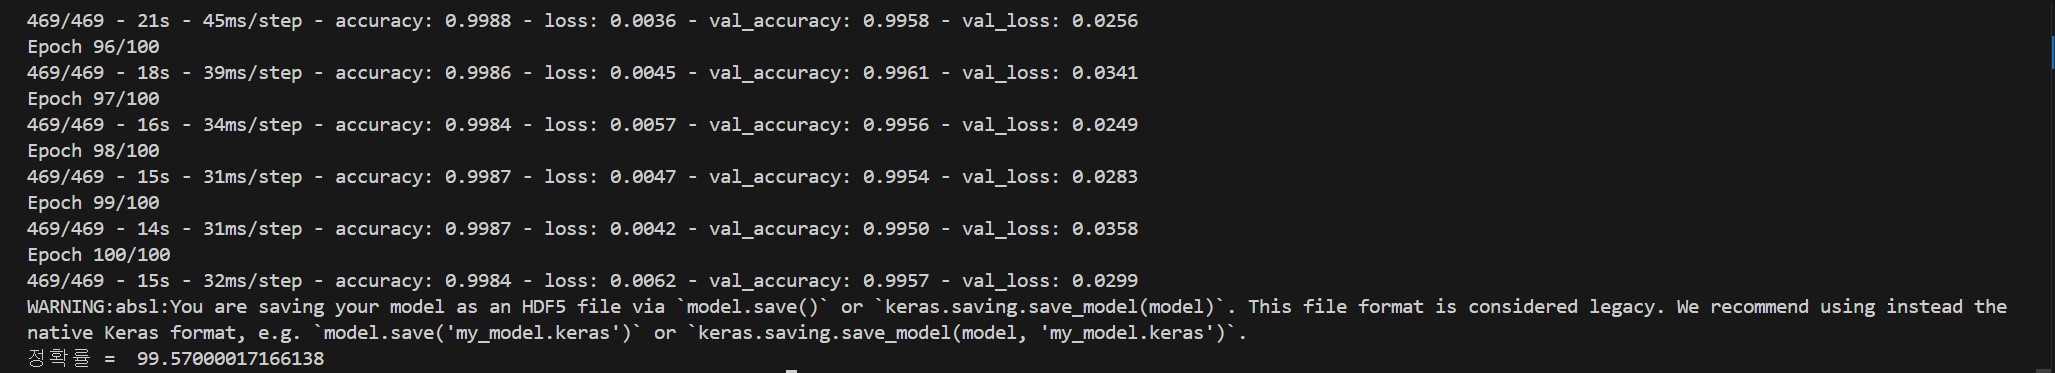 469/469 - 21s - 45ms/step - accuracy: 0.9988 - loss: 0.0036 - val_accuracy: 0.9958 - val_loss: 0.0256
Epoch 96/100
469/469 - 18s - 39ms/step - accuracy: 0.9986 - loss: 0.0045 - val_accuracy: 0.9961 - val_loss: 0.0341
Epoch 97/100
469/469 - 16s - 34ms/step - accuracy: 0.9984 - loss: 0.0057 - val_accuracy: 0.9956 - val_loss: 0.0249
Epoch 98/100
469/469 - 15s - 31ms/step - accuracy: 0.9987 - loss: 0.0047 - val_accuracy: 0.9954 - val_loss: 0.0283
Epoch 99/100
469/469 - 14s - 31ms/step - accuracy: 0.9987 - loss: 0.0042 - val_accuracy: 0.9950 - val_loss: 0.0358
Epoch 100/100
469/469 - 15s - 32ms/step - accuracy: 0.9984 - loss: 0.0062 - val_accuracy: 0.9957 - val_loss: 0.0299
WARNING:absl:You are saving your model as an HDF5 file via `model.save()` or `keras.saving.save_model(model)`. This file format is considered legacy. We recommend using instead the
native Keras format, e.g. `model.save('my_model.keras')` or `keras.saving.save_model(model, 'my_model.keras')`.
정확률 =  99.57000017166138